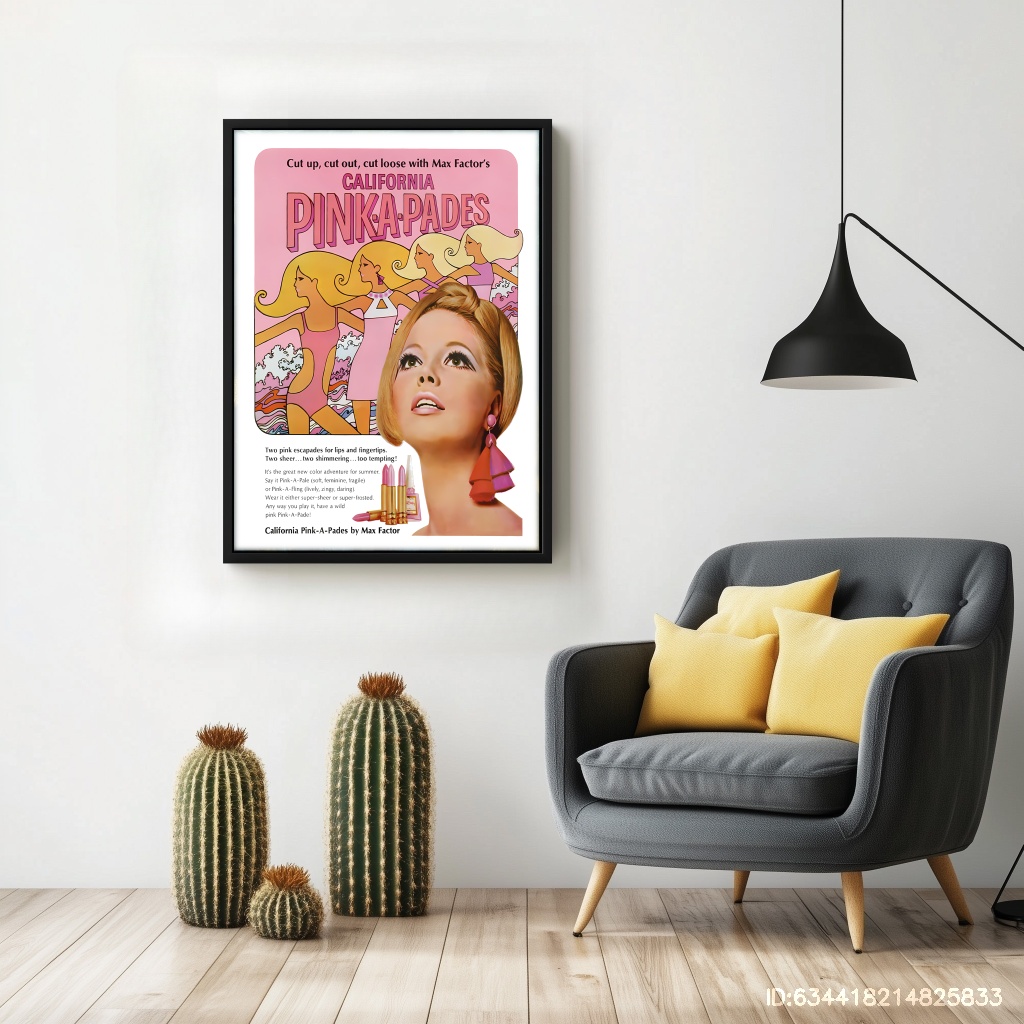 Cut up, cut out, cut loose with Max Factor's
CALIFORNIA
PINK-A-PADES
Two pink escapades for lips and fingertips.
Two sheer...two shimmering...too tempting!
It's the great new color adventure for summer.
Say it Pink-A-Pale (soft, feminine, fragile)
or Pink-A-Fling (lively, zingy, daring).
Wear it either super-sheer or super-frosted.
Any way you play it, have a wild
pink Pink-A-Pade!
California Pink-A-Pades by Max Factor
ID:634418214825833